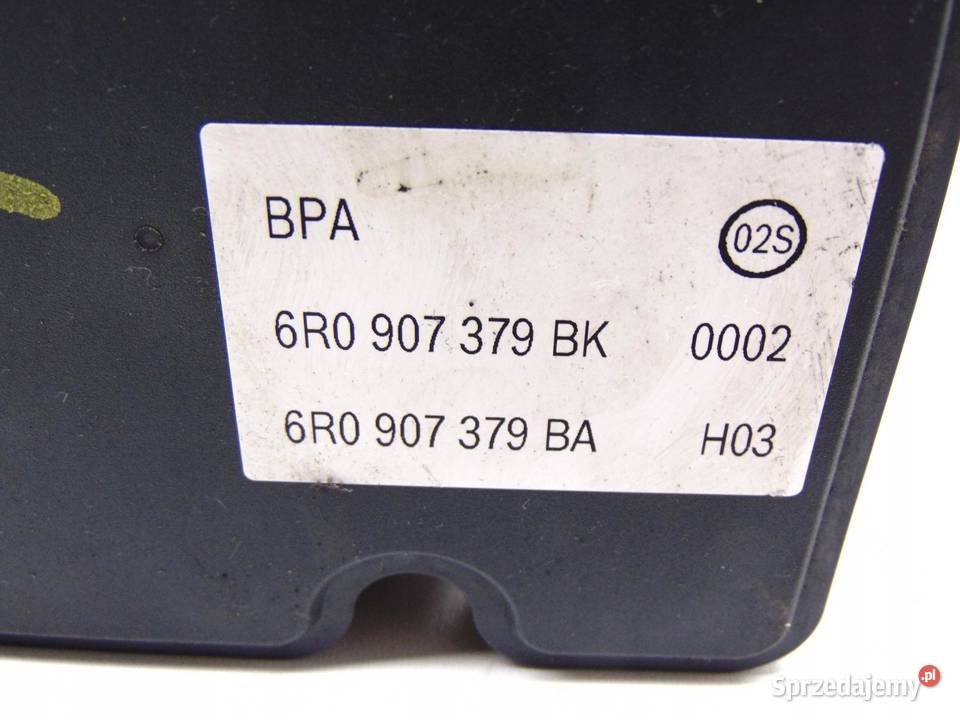 BPA 02S
6R0 907 379 BK 0002
6R0 907 379 BA H03
Sprzedajemy.pl